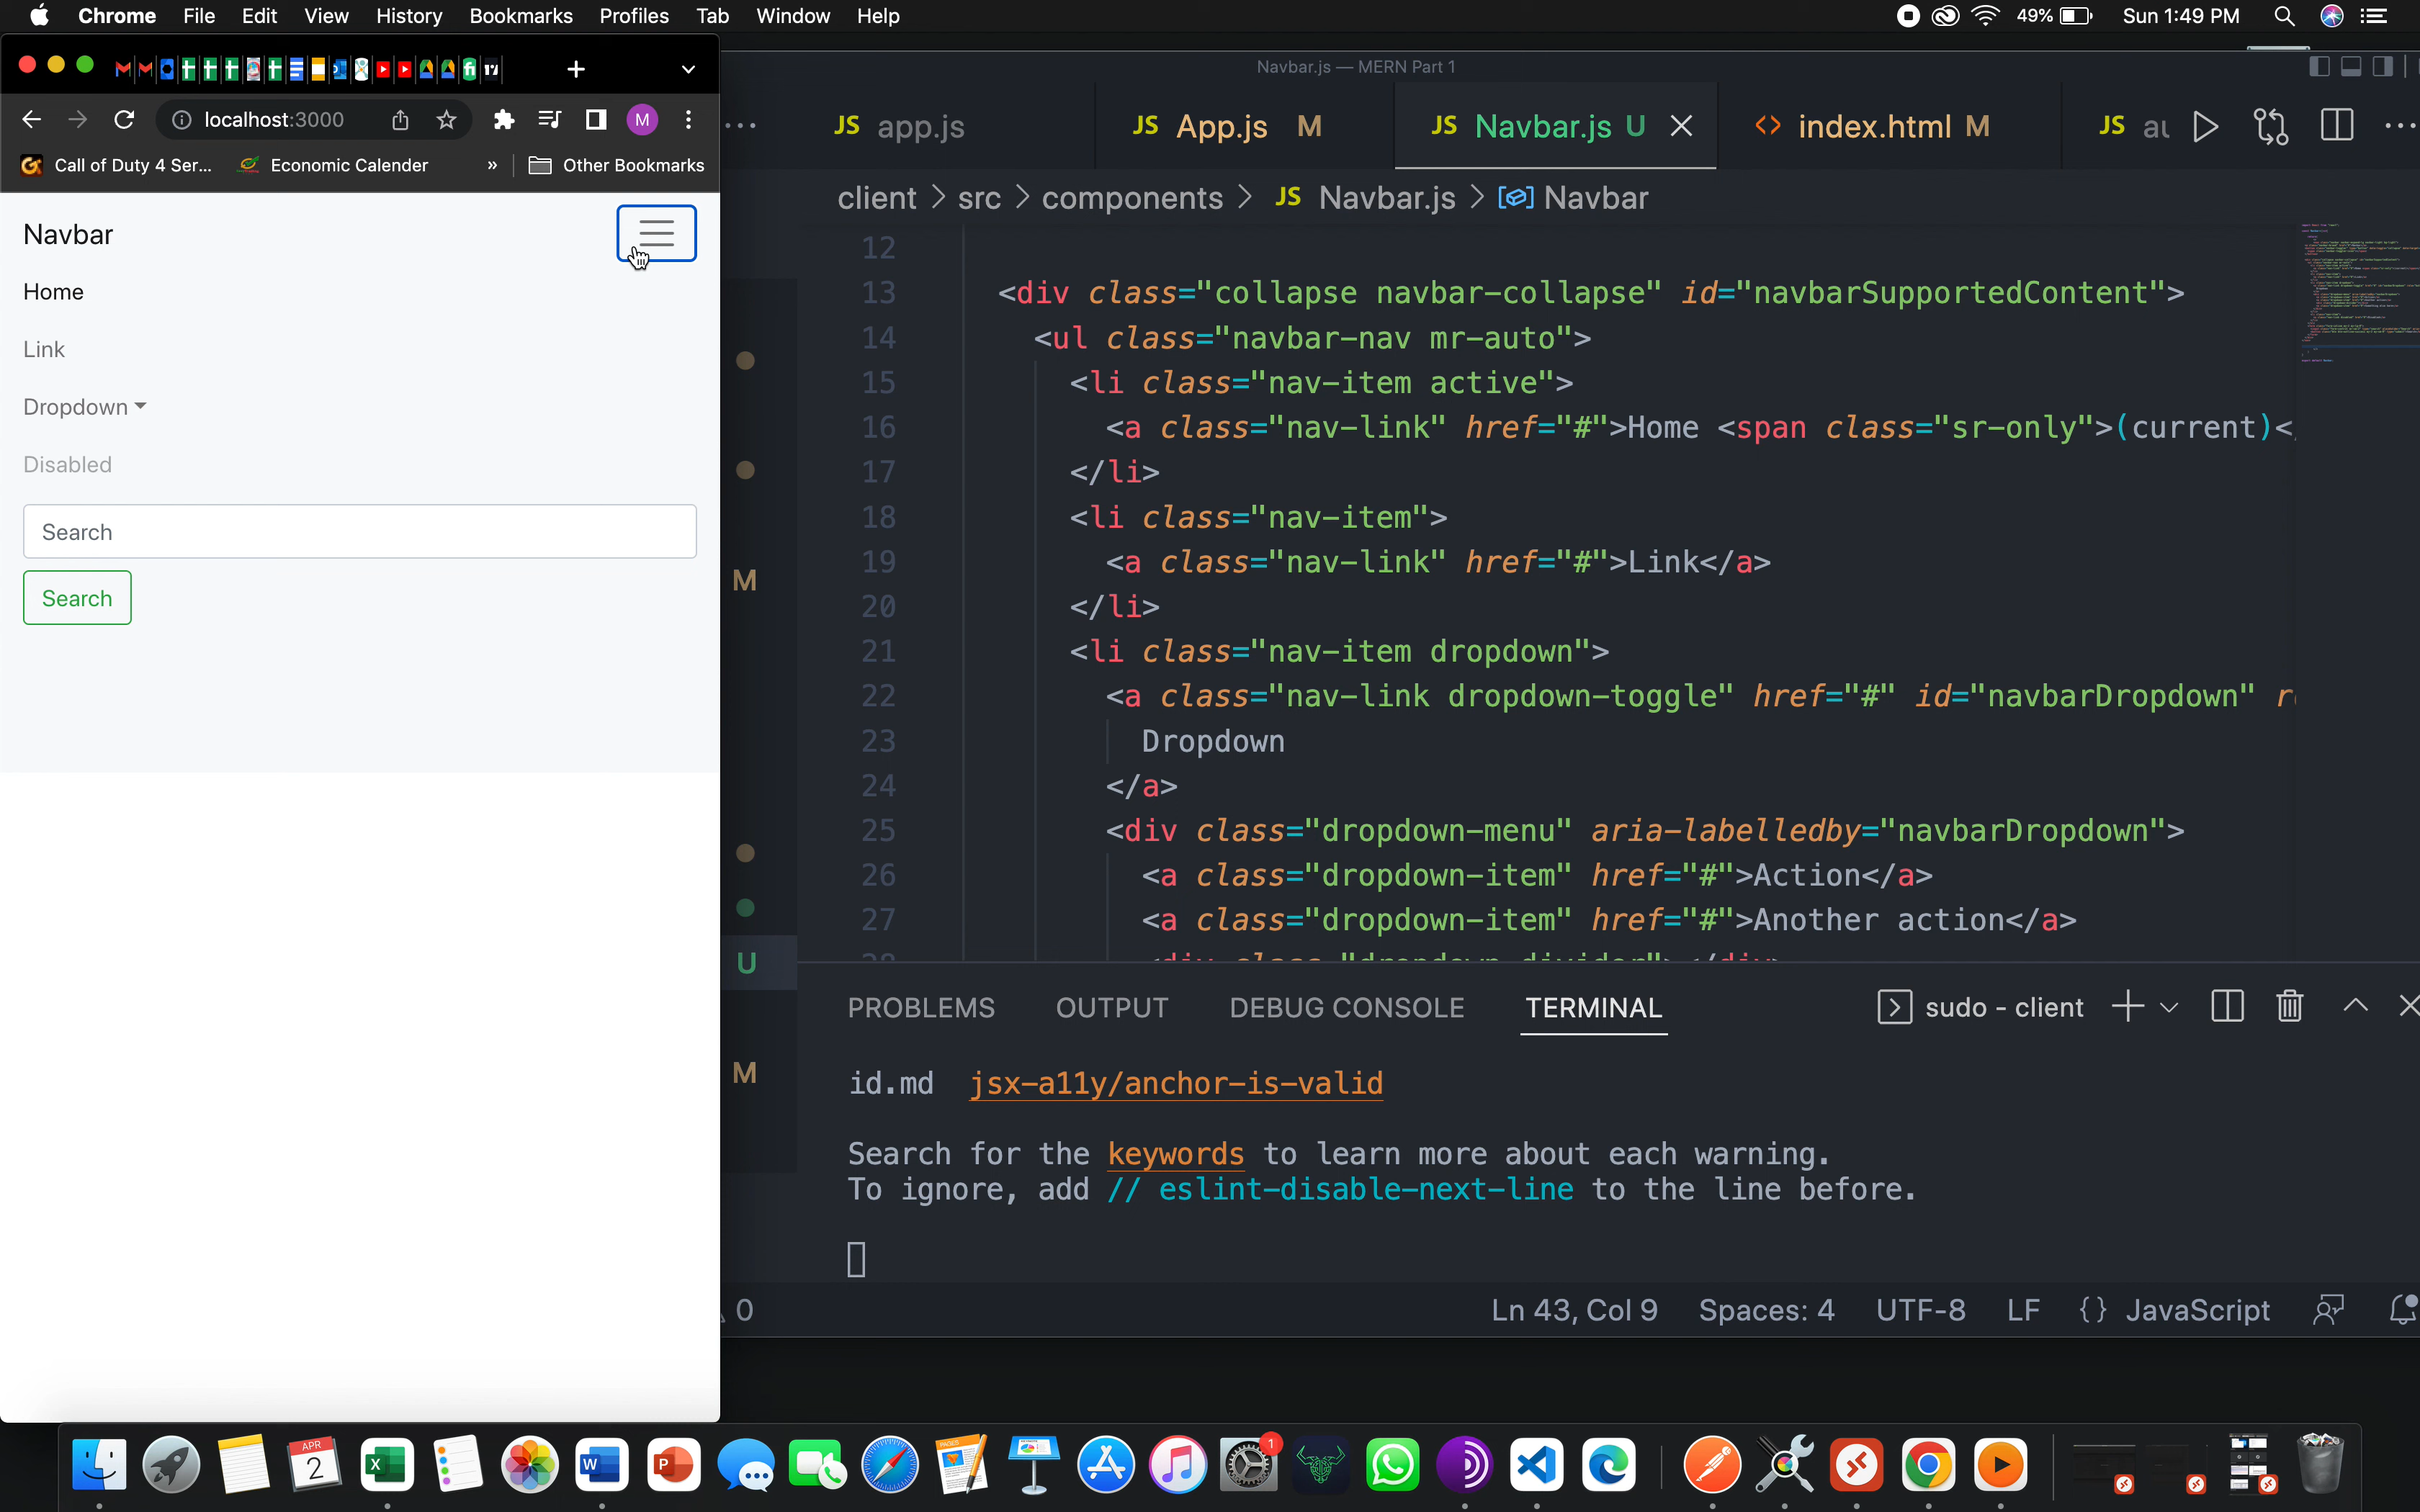 Chrome File Edit View History Bookmarks Profiles Tab Window Help
49% Sun 1:49 PM
localhost:3000
M
Call of Duty 4 Ser... Economic Calender » Other Bookmarks
Navbar
Home
Link
Dropdown
Disabled
Search
Search
Navbar.js — MERN Part 1
JS app.js JS App.js M JS Navbar.js U <> index.html M JS
client > src > components > JS Navbar.js > Navbar
12
13 <div class="collapse navbar-collapse" id="navbarSupportedContent">
14 <ul class="navbar-nav mr-auto">
15 <li class="nav-item active">
16 <a class="nav-link" href="#">Home <span class="sr-only">(current)<
17 </li>
18 <li class="nav-item">
19 <a class="nav-link" href="#">Link</a>
20 </li>
21 <li class="nav-item dropdown">
22 <a class="nav-link dropdown-toggle" href="#" id="navbarDropdown" r
23 Dropdown
24 </a>
25 <div class="dropdown-menu" aria-labelledby="navbarDropdown">
26 <a class="dropdown-item" href="#">Action</a>
27 <a class="dropdown-item" href="#">Another action</a>
M
U
M
PROBLEMS OUTPUT DEBUG CONSOLE TERMINAL sudo - client
id.md jsx-a11y/anchor-is-valid
Search for the keywords to learn more about each warning.
To ignore, add // eslint-disable-next-line to the line before.
0 Ln 43, Col 9 Spaces: 4 UTF-8 LF {} JavaScript
APR
2
X
W
P
PAGES
1